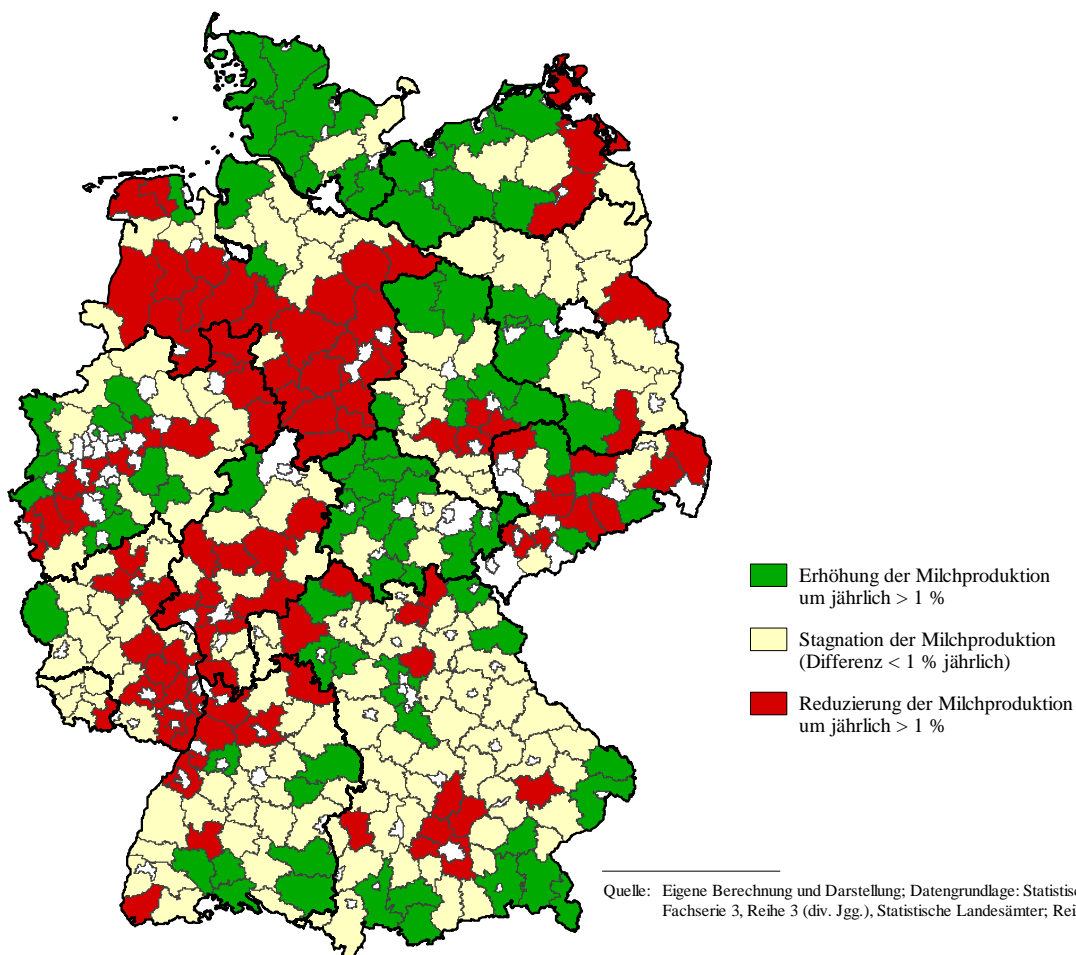 Erhöhung der Milchproduktion
um jährlich > 1 %
Stagnation der Milchproduktion
(Differenz < 1 % jährlich)
Reduzierung der Milchproduktion
um jährlich > 1 %
Quelle: Eigene Berechnung und Darstellung; Datengrundlage:
Fachserie 3, Reihe 3 (div. Jgg.), Statistische Landesämter;